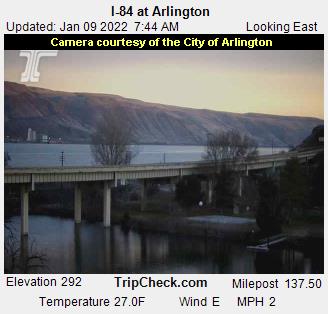 I-84 at Arlington
Updated: Jan 09 2022 7:44 AM Looking East
Camera courtesy of the City of Arlington
Elevation 292 TripCheck.com Milepost 137.50
Temperature 27.0F Wind E MPH 2